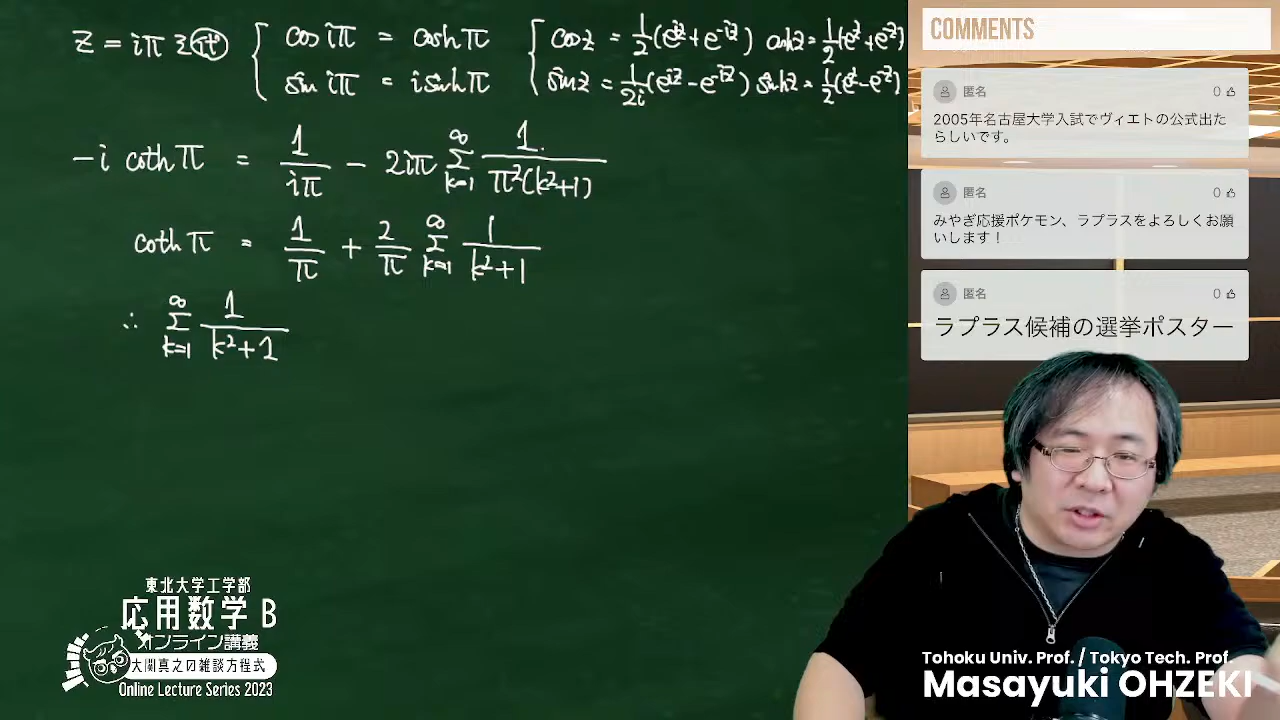 z = iπ を代
{ cos iπ = cosh π
sin iπ = i sinh π
{ cos z = 1/2 (e^{iz} + e^{-iz}) cosh z = 1/2 (e^z + e^{-z})
sin z = 1/2i (e^{iz} - e^{-iz}) sinh z = 1/2 (e^z - e^{-z})
-i coth π = 1/iπ - 2iπ Σ_{k=1}^{∞} 1/π²(k²+1)
coth π = 1/π + 2/π Σ_{k=1}^{∞} 1/k²+1
∴ Σ_{k=1}^{∞} 1/k²+1
東北大学工学部
応用数学 B
オンライン講義
大関真之の雑談方程式
Online Lecture Series 2023
COMMENTS
匿名 0
2005年名古屋大学入試でヴィエトの公式出た
らしいです。
匿名 0
みやぎ応援ポケモン、ラプラスをよろしくお願
いします！
匿名 0
ラプラス候補の選挙ポスター
Tohoku Univ. Prof. / Tokyo Tech. Prof.
Masayuki OHZEKI